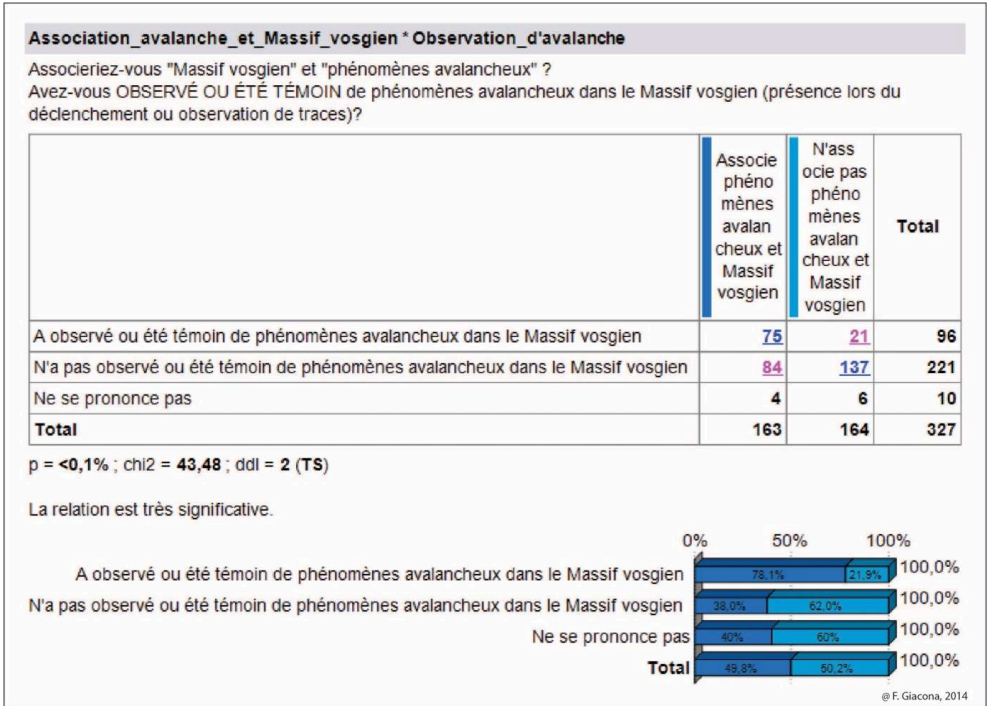 Association_avalanche_et_Massif_vosgien * Observation_d'avalanche
Associeriez-vous "Massif vosgien" et "phénomènes avalancheux" ?
Avez-vous OBSERVÉ OU ÉTÉ TÉMOIN de phénomènes avalancheux dans le Massif vosgien (présence lors du
déclenchement ou observation de traces)?
Associe
phéno
mènes
avalan
cheux et
Massif
vosgien
N'ass
ocie pas
phéno
mènes
avalan
cheux et
Massif
vosgien
Total
A observé ou été témoin de phénomènes avalancheux dans le Massif vosgien 75 21 96
N'a pas observé ou été témoin de phénomènes avalancheux dans le Massif vosgien 84 137 221
Ne se prononce pas 4 6 10
Total 163 164 327
p = <0,1% ; chi2 = 43,48 ; ddl = 2 (TS)
La relation est très significative.
0% 50% 100%
A observé ou été témoin de phénomènes avalancheux dans le Massif vosgien 78,1% 21,9% 100,0%
N'a pas observé ou été témoin de phénomènes avalancheux dans le Massif vosgien 38,0% 62,0% 100,0%
Ne se prononce pas 40% 60% 100,0%
Total 49,8% 50,2% 100,0%
@ F. Giacona, 2014